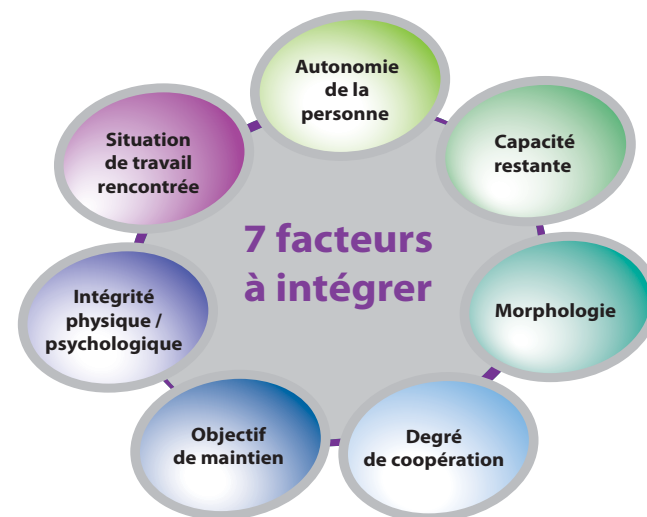 7 facteurs
à intégrer
Autonomie
de la
personne
Capacité
restante
Morphologie
Degré
de coopération
Objectif
de maintien
Intégrité
physique /
psychologique
Situation
de travail
rencontrée